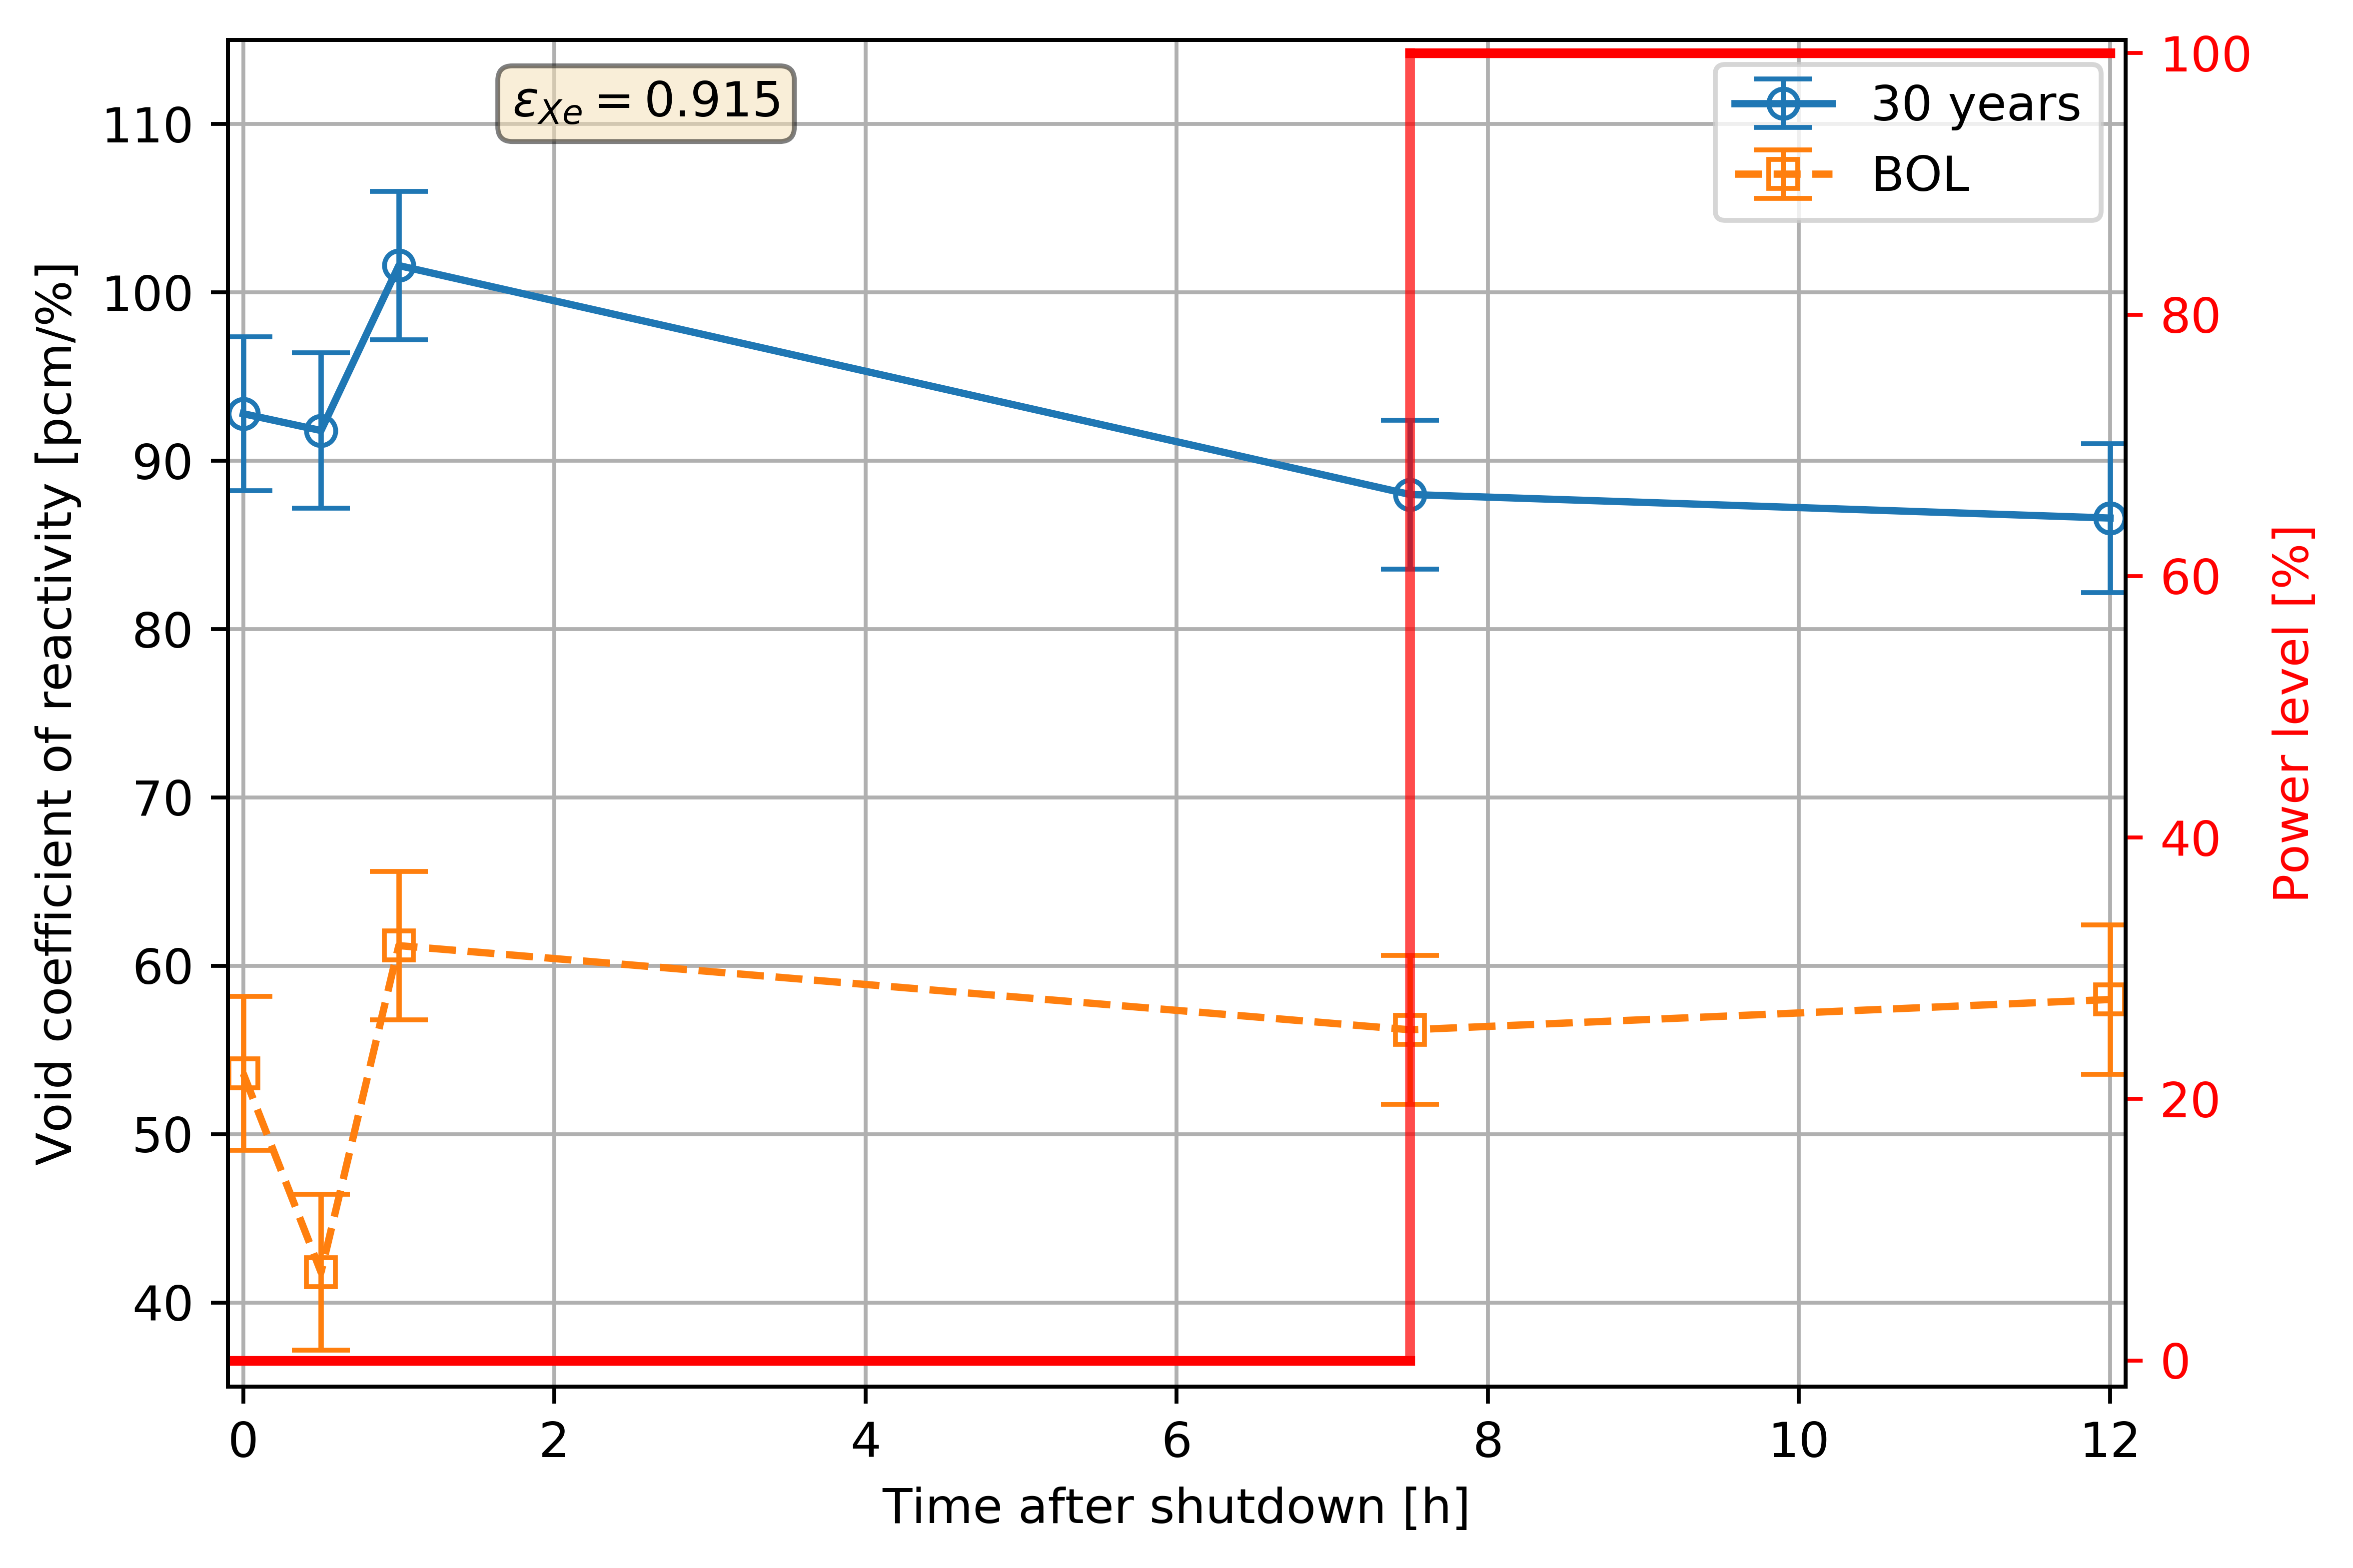 εXe = 0.915
30 years
BOL
Void coefficient of reactivity [pcm/%]
110
100
90
80
70
60
50
40
100
80
60
40
20
0
Power level [%]
0 2 4 6 8 10 12
Time after shutdown [h]